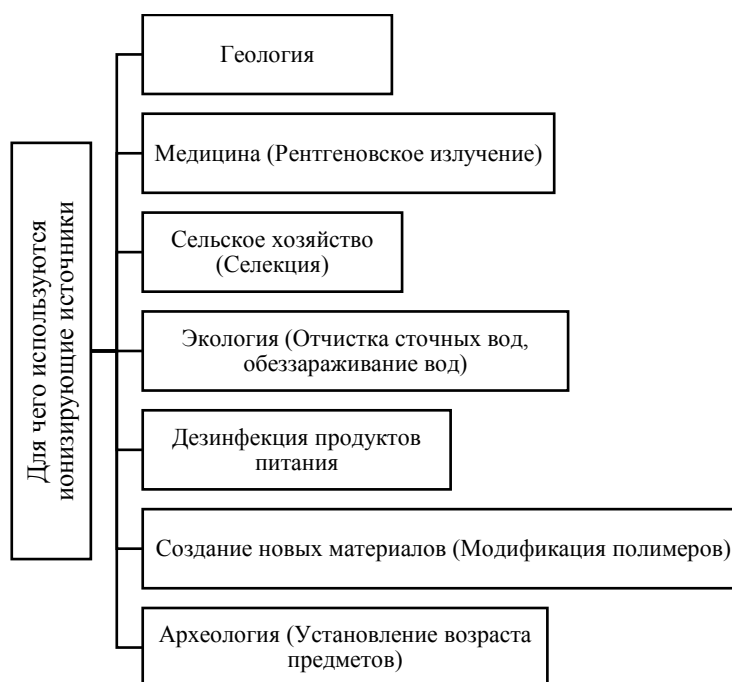 Для чего используются
ионизирующие источники
Геология
Медицина (Рентгеновское излучение)
Сельское хозяйство
(Селекция)
Экология (Отчистка сточных вод,
обеззараживание вод)
Дезинфекция продуктов
питания
Создание новых материалов (Модификация полимеров)
Археология (Установление возраста
предметов)